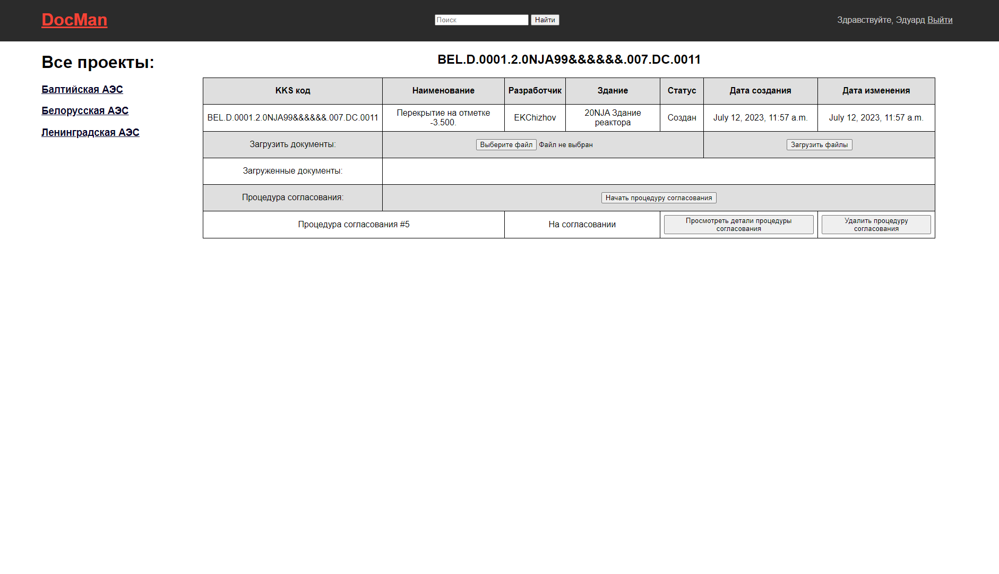 DocMan
Поиск
Найти
Здравствуйте, Эдуард Выйти
Все проекты:
Балтийская АЭС
Белорусская АЭС
Ленинградская АЭС
BEL.D.0001.2.0NJA99&&&&&&.007.DC.0011
KKS код
Наименование
Разработчик
Здание
Статус
Дата создания
Дата изменения
BEL.D.0001.2.0NJA99&&&&&&.007.DC.0011
Перекрытие на отметке
-3.500.
EKChizhov
20NJA Здание
реактора
Создан
July 12, 2023, 11:57 a.m.
July 12, 2023, 11:57 a.m.
Загрузить документы:
Выберите файл
Файл не выбран
Загрузить файлы
Загруженные документы:
Процедура согласования:
Начать процедуру согласования
Процедура согласования #5
На согласовании
Просмотреть детали процедуры
согласования
Удалить процедуру
согласования